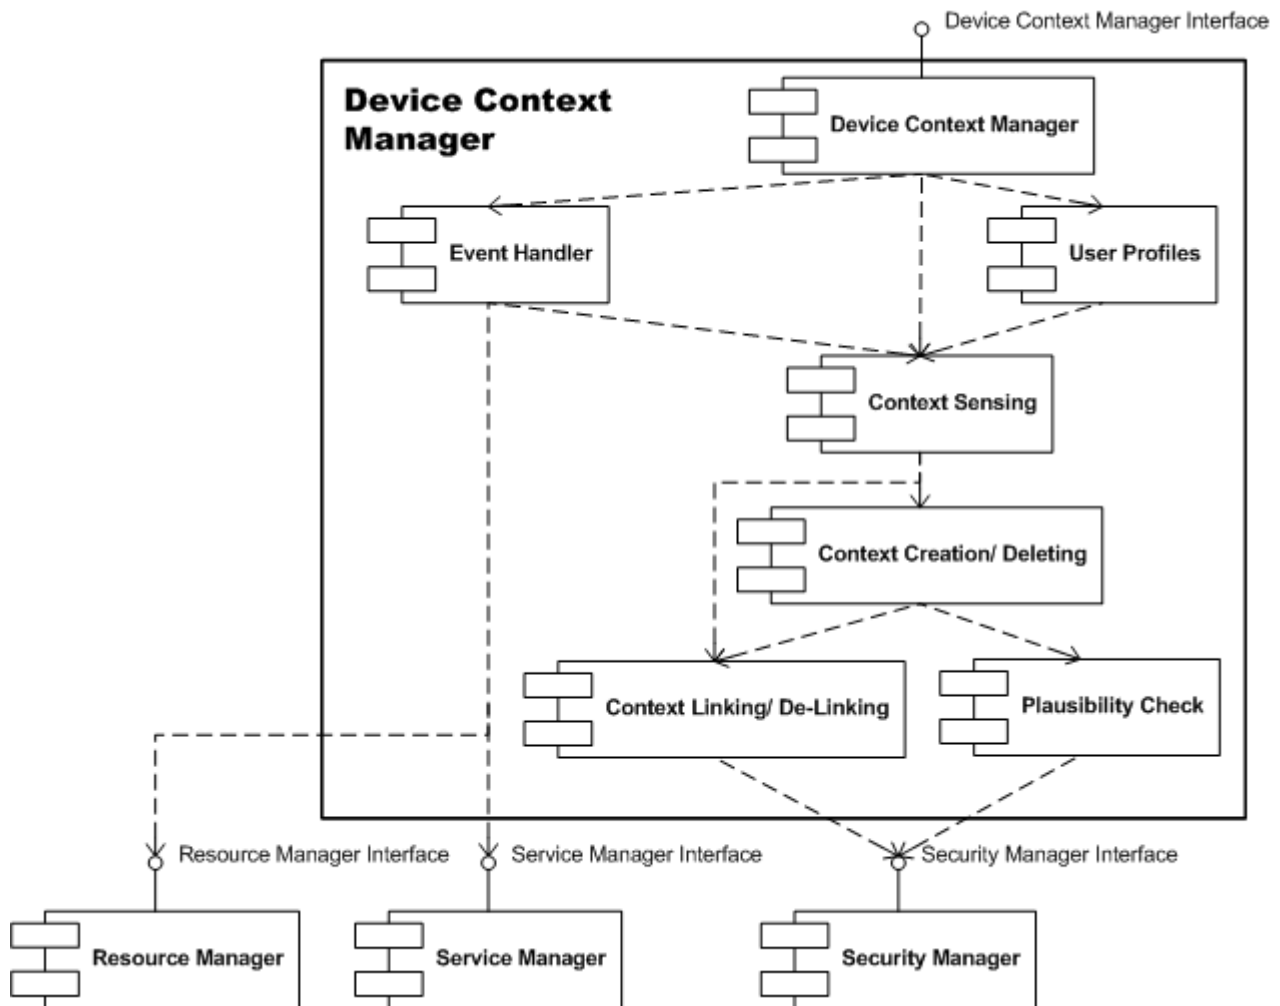 Device Context Manager Interface
Device Context
Manager
Device Context Manager
Event Handler
User Profiles
Context Sensing
Context Creation/ Deleting
Context Linking/ De-Linking
Plausibility Check
Resource Manager Interface
Service Manager Interface
Security Manager Interface
Resource Manager
Service Manager
Security Manager